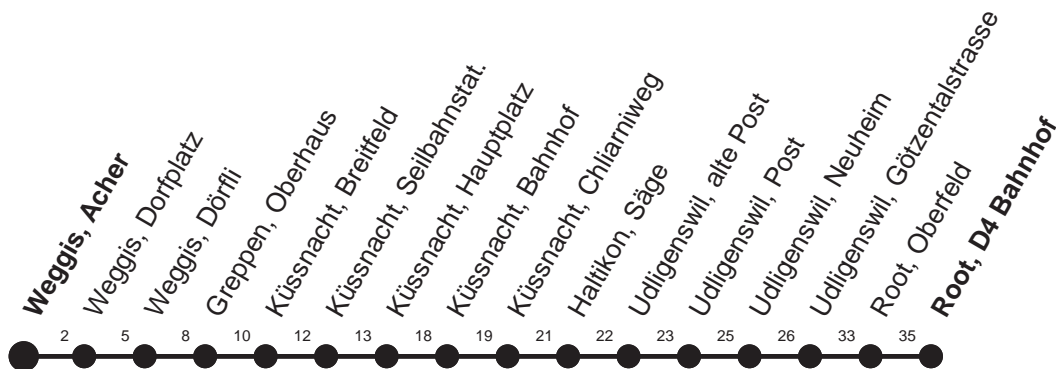 Weggis, Acher
Weggis, Dorfplatz
Weggis, Dörfli
Greppen, Oberhaus
Küssnacht, Breitfeld
Küssnacht, Seilbahnstat.
Küssnacht, Hauptplatz
Küssnacht, Bahnhof
Küssnacht, Chliarniweg
Haltikon, Säge
Udligenswil, alte Post
Udligenswil, Post
Udligenswil, Neuheim
Udligenswil, Götzentalstrasse
Root, Oberfeld
Root, D4 Bahnhof
2 5 8 10 12 13 18 19 21 22 23 25 26 33 35